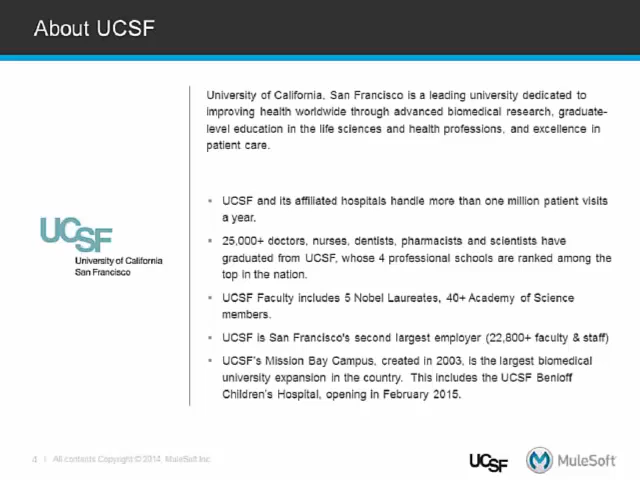 About UCSF
University of California, San Francisco is a leading university dedicated to
improving health worldwide through advanced biomedical research, graduate-
level education in the life sciences and health professions, and excellence in
patient care.
▪ UCSF and its affiliated hospitals handle more than one million patient visits
a year.
▪ 25,000+ doctors, nurses, dentists, pharmacists and scientists have
graduated from UCSF, whose 4 professional schools are ranked among the
top in the nation.
▪ UCSF Faculty includes 5 Nobel Laureates, 40+ Academy of Science
members.
▪ UCSF is San Francisco's second largest employer (22,800+ faculty & staff)
▪ UCSF's Mission Bay Campus, created in 2003, is the largest biomedical
university expansion in the country. This includes the UCSF Benloff
Children's Hospital, opening in February 2015.
UCSF
University of California
San Francisco
4 | All contents Copyright © 2014, MuleSoft Inc.
UCSF
MuleSoft